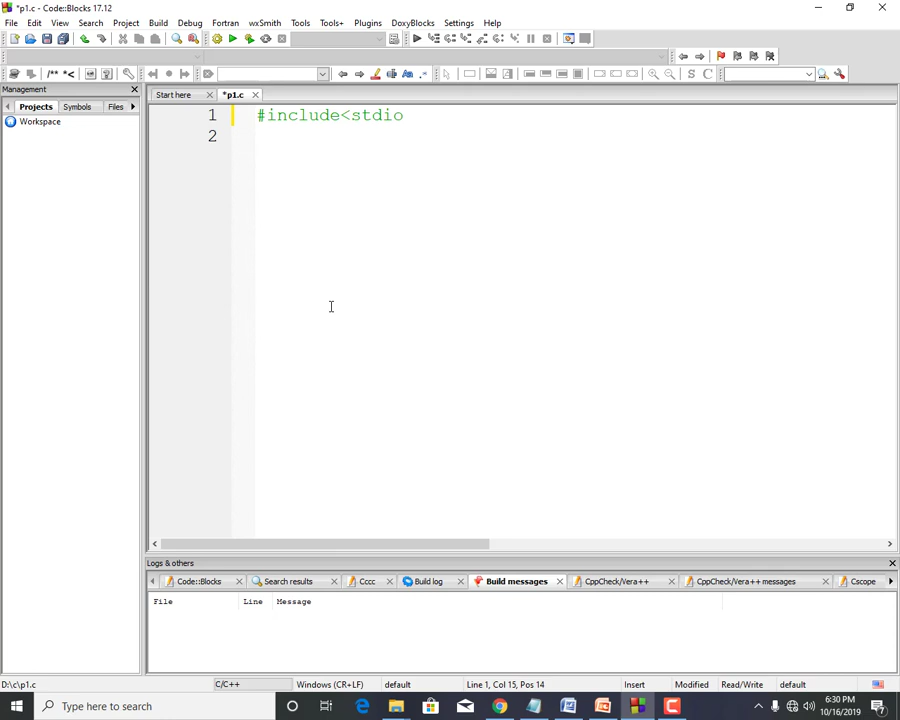 *p1.c - Code::Blocks 17.12
File Edit View Search Project Build Debug Fortran wxSmith Tools Tools+ Plugins DoxyBlocks Settings Help
/** *< S C
Management
Projects Symbols Files
Workspace
Start here *p1.c
1 #include<stdio
2
Logs & others
Code::Blocks Search results Cccc Build log Build messages CppCheck/Vera++ CppCheck/Vera++ messages Cscope
File Line Message
D:\c\p1.c C/C++ Windows (CR+LF) default Line 1, Col 15, Pos 14 Insert Modified Read/Write default
Type here to search
6:30 PM
10/16/2019
7